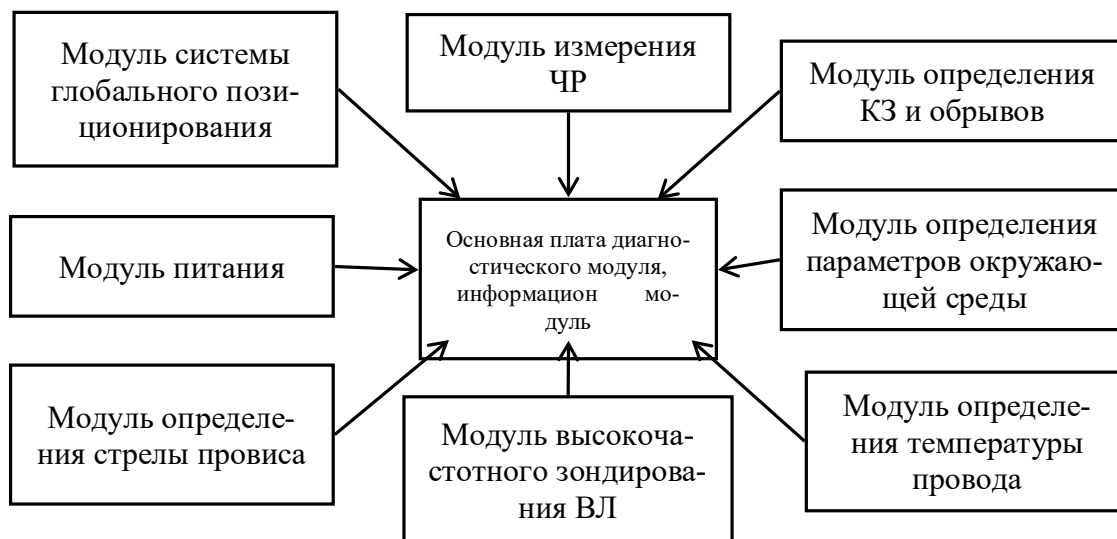 Модуль системы
глобального пози-
ционирования
Модуль измерения
ЧР
Модуль определения
КЗ и обрывов
Модуль питания
Основная плата диагно-
стического модуля,
информацион мо-
дуль
Модуль определения
параметров окружаю-
щей среды
Модуль определе-
ния стрелы провиса
Модуль высокоча-
стотного зондирова-
ния ВЛ
Модуль определе-
ния температуры
провода